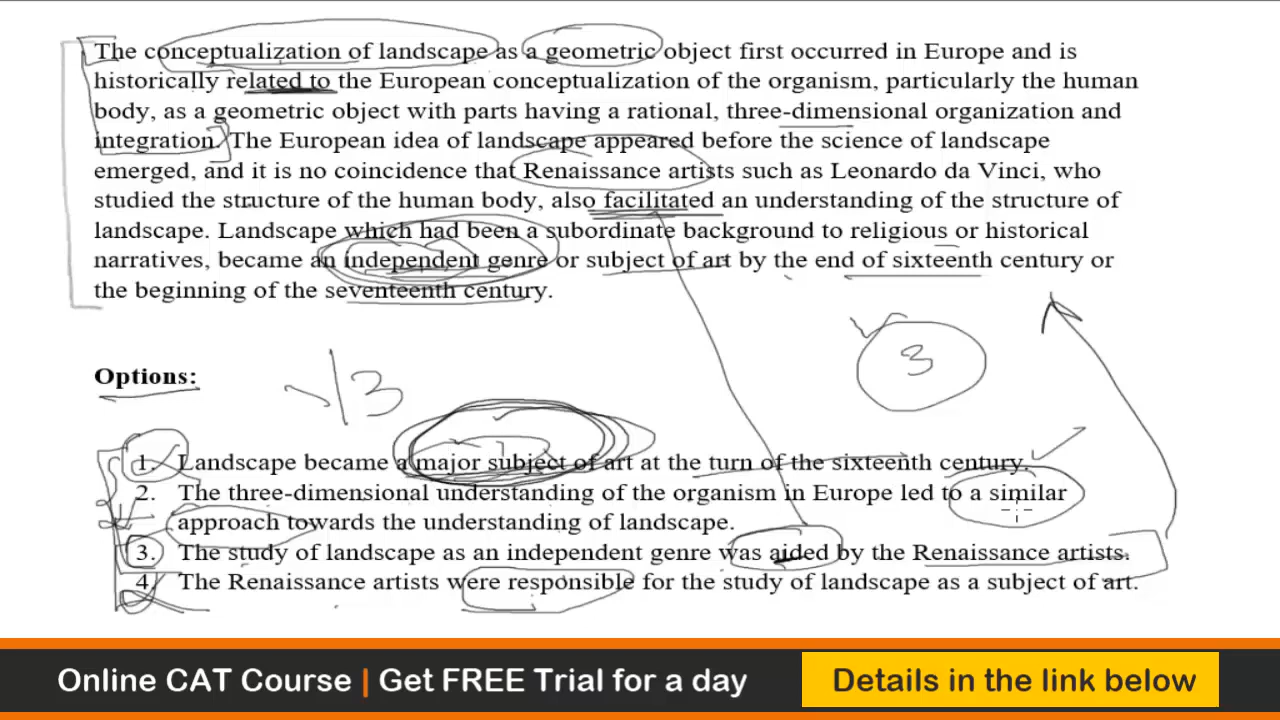 The conceptualization of landscape as a geometric object first occurred in Europe and is
historically related to the European conceptualization of the organism, particularly the human
body, as a geometric object with parts having a rational, three-dimensional organization and
integration. The European idea of landscape appeared before the science of landscape
emerged, and it is no coincidence that Renaissance artists such as Leonardo da Vinci, who
studied the structure of the human body, also facilitated an understanding of the structure of
landscape. Landscape which had been a subordinate background to religious or historical
narratives, became an independent genre or subject of art by the end of sixteenth century or
the beginning of the seventeenth century.
3
Options:
3
1. Landscape became a major subject of art at the turn of the sixteenth century.
2. The three-dimensional understanding of the organism in Europe led to a similar
approach towards the understanding of landscape.
3. The study of landscape as an independent genre was aided by the Renaissance artists.
4. The Renaissance artists were responsible for the study of landscape as a subject of art.
Online CAT Course | Get FREE Trial for a day
Details in the link below